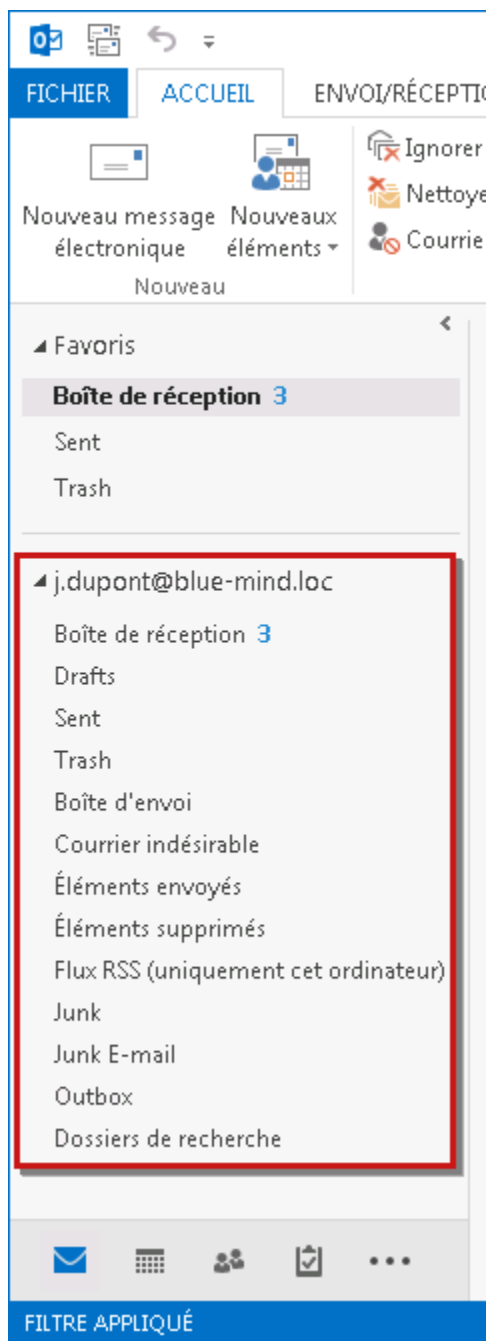 FICHIER ACCUEIL ENVOI/RÉCEPTI
Ignorer
Nettoye
Courrie
Nouveau message électronique
Nouveaux éléments
Nouveau
Favoris
Boîte de réception 3
Sent
Trash
j.dupont@blue-mind.loc
Boîte de réception 3
Drafts
Sent
Trash
Boîte d'envoi
Courrier indésirable
Éléments envoyés
Éléments supprimés
Flux RSS (uniquement cet ordinateur)
Junk
Junk E-mail
Outbox
Dossiers de recherche
FILTRE APPLIQUÉ